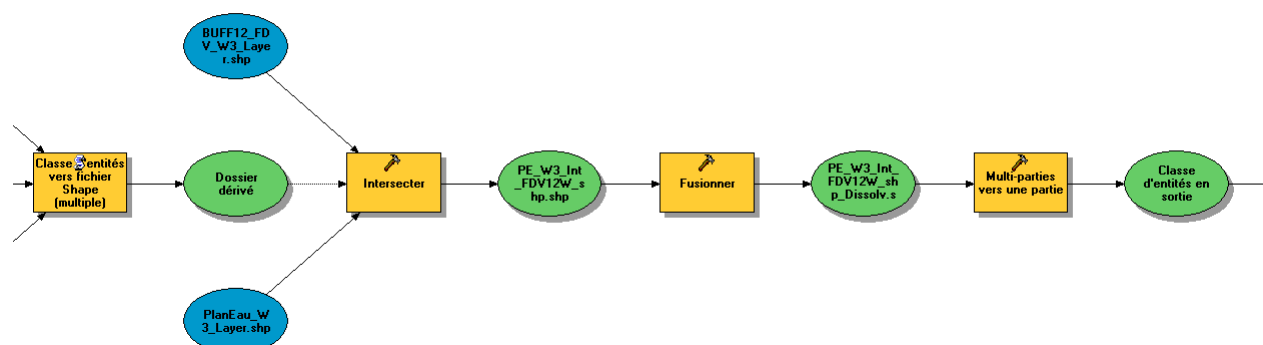 BUFF12_FD
V_W3_Laye
r.shp
Classe d'entités
vers fichier
Shape
(multiple)
Dossier
dérivé
Intersecter
PE_W3_Int
_FDV12W_s
hp.shp
Fusionner
PE_W3_Int_
FDV12W_sh
p_Dissolv.s
Multi-parties
vers une partie
Classe
d'entités en
sortie
PlanEau_W
3_Layer.shp